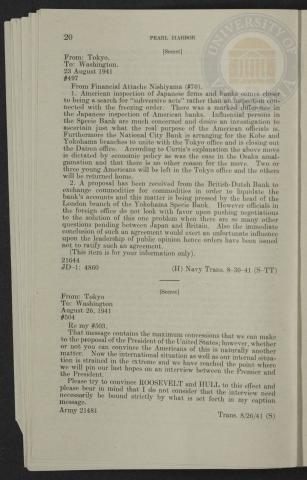 20 PEARL HARBOR
[Secret]
From: Tokyo.
To: Washington.
23 August 1941
#497
From Financial Attache Nishiyama (#70).
1. American inspection of Japanese firms and banks comes closer
to being a search for "subversive acts" rather than an inspection con-
nected with the freezing order. There was a marked difference in
the Japanese inspection of American banks. Influential persons in
the Specie Bank are much concerned and desire an investigation to
ascertain just what the real purpose of the American officials is.
Furthermore the National City Bank is arranging for the Kobe and
Yokohama branches to unite with the Tokyo office and is closing out
the Dairen office. According to Curtis's explanation the above move
is dictated by economic policy as was the case in the Osaka amal-
gamation and that there is no other reason for the move. Two or
three young Americans will be left in the Tokyo office and the others
will be returned home.
2. A proposal has been received from the British-Dutch Bank to
exchange commodities for commodities in order to liquidate the
bank's accounts and this matter is being pressed by the head of the
London branch of the Yokohama Specie Bank. However officials in
the foreign office do not look with favor upon pushing negotiations
to the solution of this one problem when there are so many other
questions pending between Japan and Britain. Also the immediate
conclusion of such an agreement would exert an unfortunate influence
upon the leadership of public opinion hence orders have been issued
not to ratify such an agreement.
(This item is for your information only).
21644
JD-1: 4860 (H) Navy Trans. 8-30-41 (S-TT)
[Secret]
From: Tokyo
To: Washington
August 26, 1941
#504
Re my #503.
That message contains the maximum concessions that we can make
to the proposal of the President of the United States; however, whether
or not you can convince the Americans of this is naturally another
matter. Now the international situation as well as our internal situa-
tion is strained in the extreme and we have reached the point where
we will pin our last hopes on an interview between the Premier and
the President.
Please try to convince ROOSEVELT and HULL to this effect and
please bear in mind that I do not consider that the interview need
necessarily be bound strictly by what is set forth in my caption
message.
Army 21481 Trans. 8/26/41 (S)